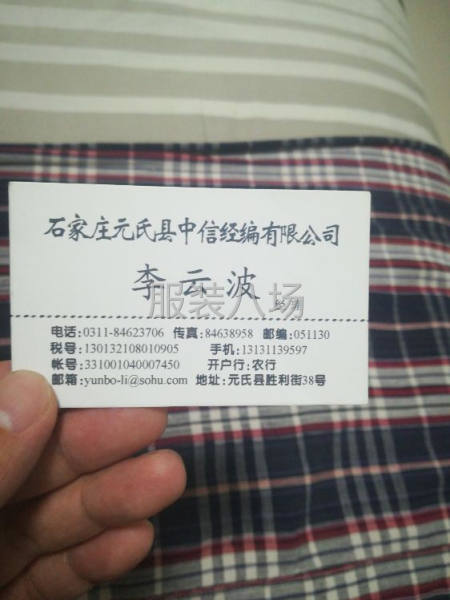 石家庄元氏县中信经编有限公司
李云波 经理
服装八场
电话:0311-84623706 传真:84638958 邮编:051130
税号:130132108010905 手机:13131139597
帐号:331001040007450 开户行:农行
邮箱:yunbo-li@sohu.com 地址:元氏县胜利街38号